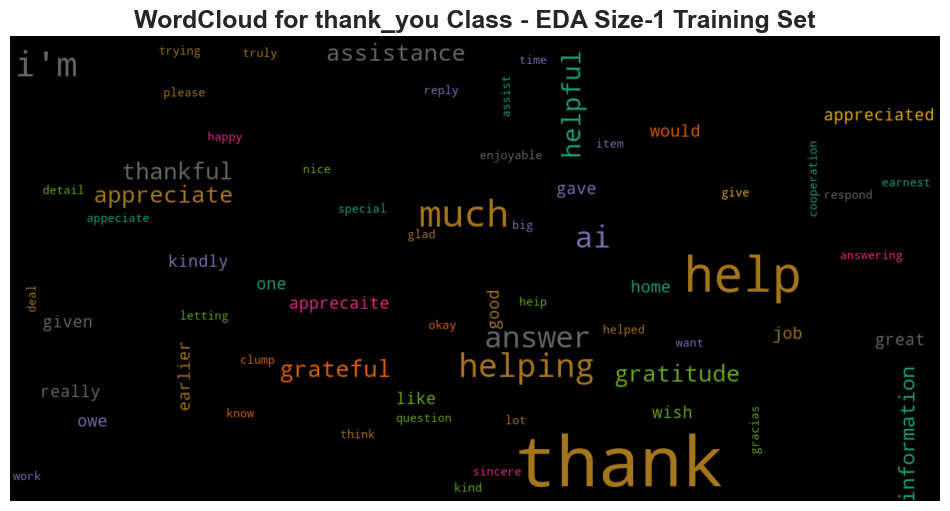 WordCloud for thank_you Class - EDA Size-1 Training Set
i'm
trying
truly
assistance
time
helpful
please
reply
assist
appreciated
happy
would
item
enjoyable
cooperation
thankful
nice
detail
appreciate
gave
give
respond
earnest
appeciate
special
much
big
glad
ai
kindly
answering
help
one
home
deal
apprecaite
heip
good
given
letting
okay
answer
helped
want
job
great
earlier
clump
grateful
helping
gratitude
information
really
like
owe
know
question
lot
wish
gracias
think
thank
work
sincere
kind